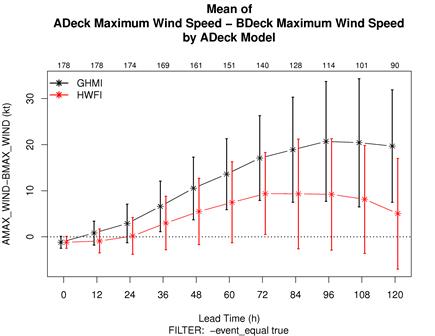 Mean of
ADeck Maximum Wind Speed − BDeck Maximum Wind Speed
by ADeck Model
178 178 174 169 161 151 140 128 114 101 90
GHMI
HWFI
AMAX_WIND−BMAX_WIND (kt)
30
20
10
0
0 12 24 36 48 60 72 84 96 108 120
Lead Time (h)
FILTER: −event_equal true